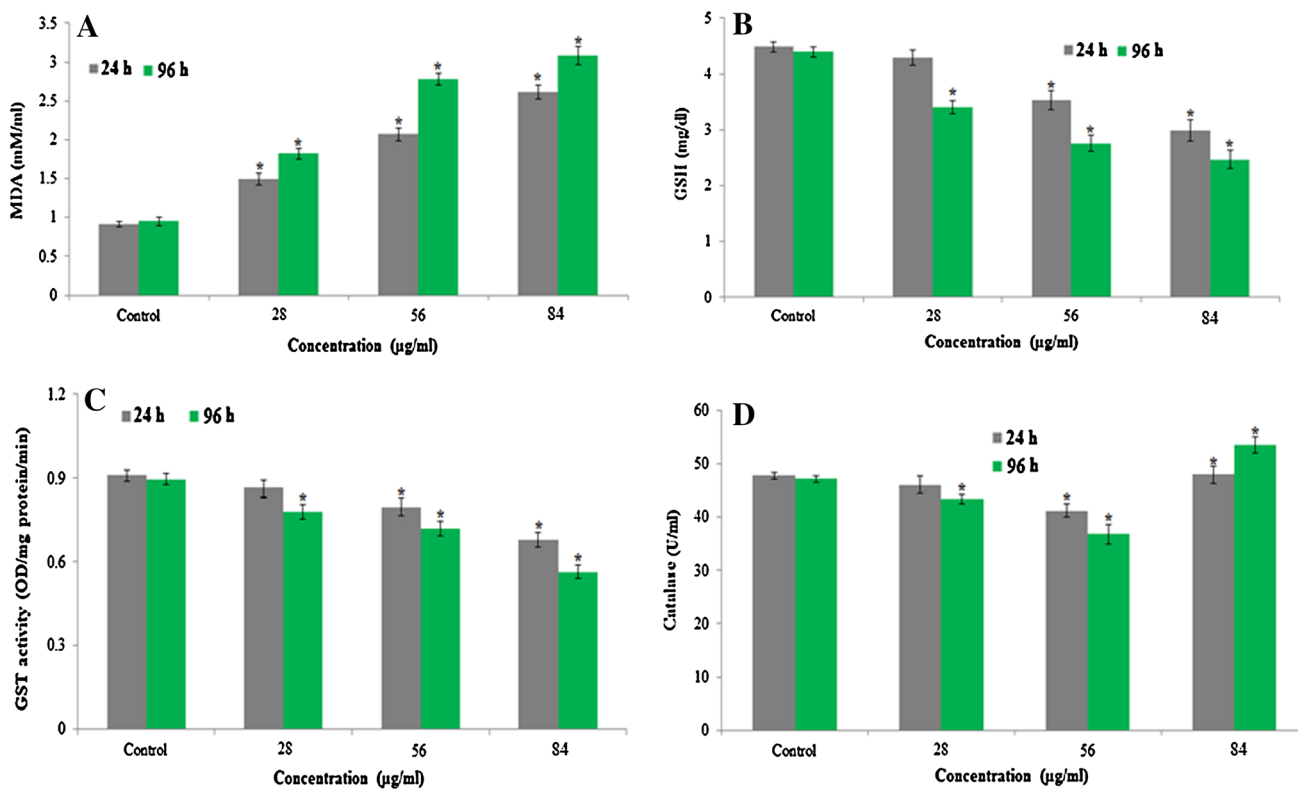 A
24 h 96 h
MDA (mM/ml)
3.5
3
2.5
2
1.5
1
0.5
0
* * * * * *
Control 28 56 84
Concentration (µg/ml)
B
24 h 96 h
GSH (mg/dl)
5
4
3
2
1
0
* * * * *
Control 28 56 84
Concentration (µg/ml)
C
24 h 96 h
GST activity (OD/mg protein/min)
1.2
0.9
0.6
0.3
0
* * * * *
Control 28 56 84
Concentration (µg/ml)
D
24 h
96 h
Catalase (U/ml)
60
50
40
30
20
10
0
* * * * *
Control 28 56 84
Concentration (µg/ml)